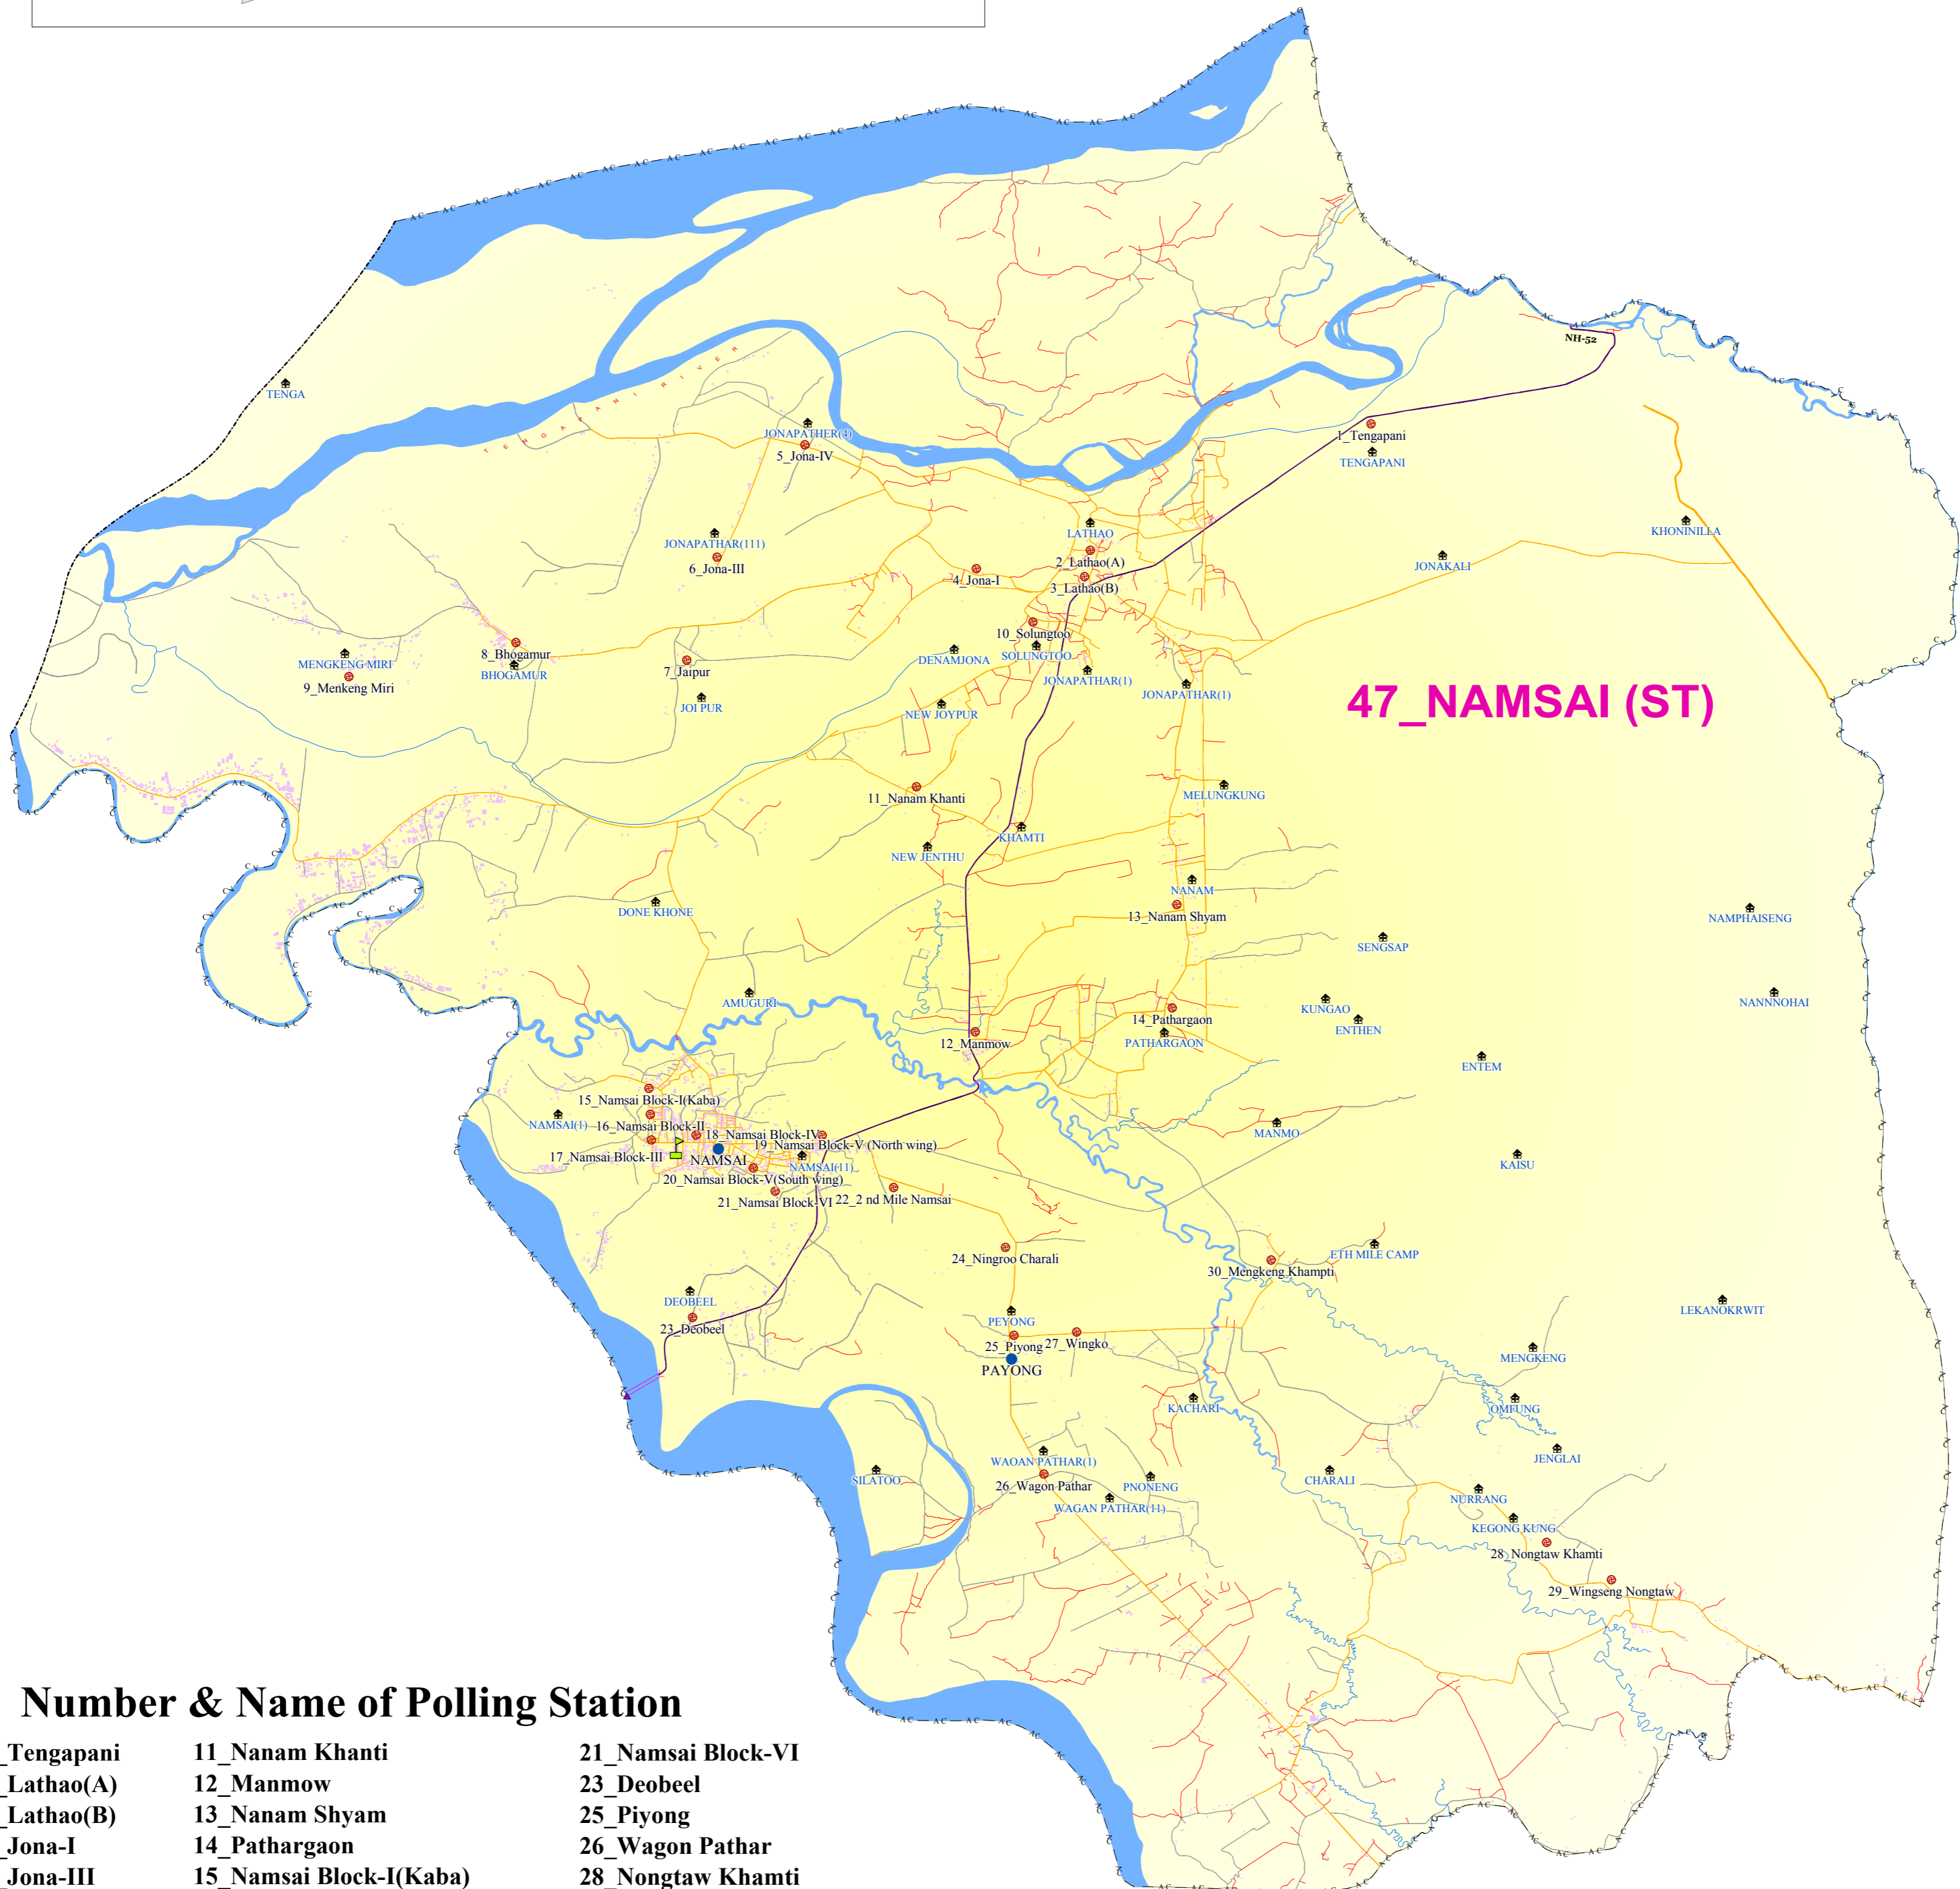 NH-52
TENGA
TENGAPANI RIVER
JONAPATHER(4)
5_Jona-IV
1_Tengapani
TENGAPANI
KHONINILLA
JONAPATHAR(111)
6_Jona-III
LATHAO
2_Lathao(A)
4_Jona-I
3_Lathao(B)
JONAKALI
10_Solungtoo
SOLUNGTOO
DENAMJONA
8_Bhogamur
BHOGAMUR
MENGKENG MIRI
9_Menkeng Miri
7_Jaipur
JOI PUR
JONAPATHAR(1)
JONAPATHAR(1)
47_NAMSAI (ST)
NEW JOYPUR
11_Nanam Khanti
MELUNGKUNG
KHAMTI
NEW JENTHU
NANAM
13_Nanam Shyam
DONE KHONE
NAMPHAISENG
SENGSAP
AMUGURI
KUNGAO
NANNNOHAI
14_Pathargaon
ENTHEN
12_Manmow
PATHARGAON
ENTEM
15_Namsai Block-I(Kaba)
NAMSAI(1)
16_Namsai Block-II
18_Namsai Block-IV
MANMO
19_Namsai Block-V (North wing)
17_Namsai Block-III
NAMSAI
NAMSAI(11)
KAISU
20_Namsai Block-V(South wing)
21_Namsai Block-VI
22_2 nd Mile Namsai
24_Ningroo Charali
ETH MILE CAMP
30_Mengkeng Khampti
DEOBEEL
23_Deobeel
LEKANOKRWIT
PEYONG
25_Piyong
27_Wingko
PAYONG
MENGKENG
KACHARI
OMFUNG
JENGLAI
WAOAN PATHAR(1)
SILATOO
26_Wagon Pathar
PNONENG
CHARALI
WAGAN PATHAR(11)
NURRANG
KEGONG KUNG
28_Nongtaw Khamti
29_Wingseng Nongtaw
Number & Name of Polling Station
_Tengapani 11_Nanam Khanti 21_Namsai Block-VI
_Lathao(A) 12_Manmow 23_Deobeel
_Lathao(B) 13_Nanam Shyam 25_Piyong
_Jona-I 14_Pathargaon 26_Wagon Pathar
_Jona-III 15_Namsai Block-I(Kaba) 28_Nongtaw Khamti